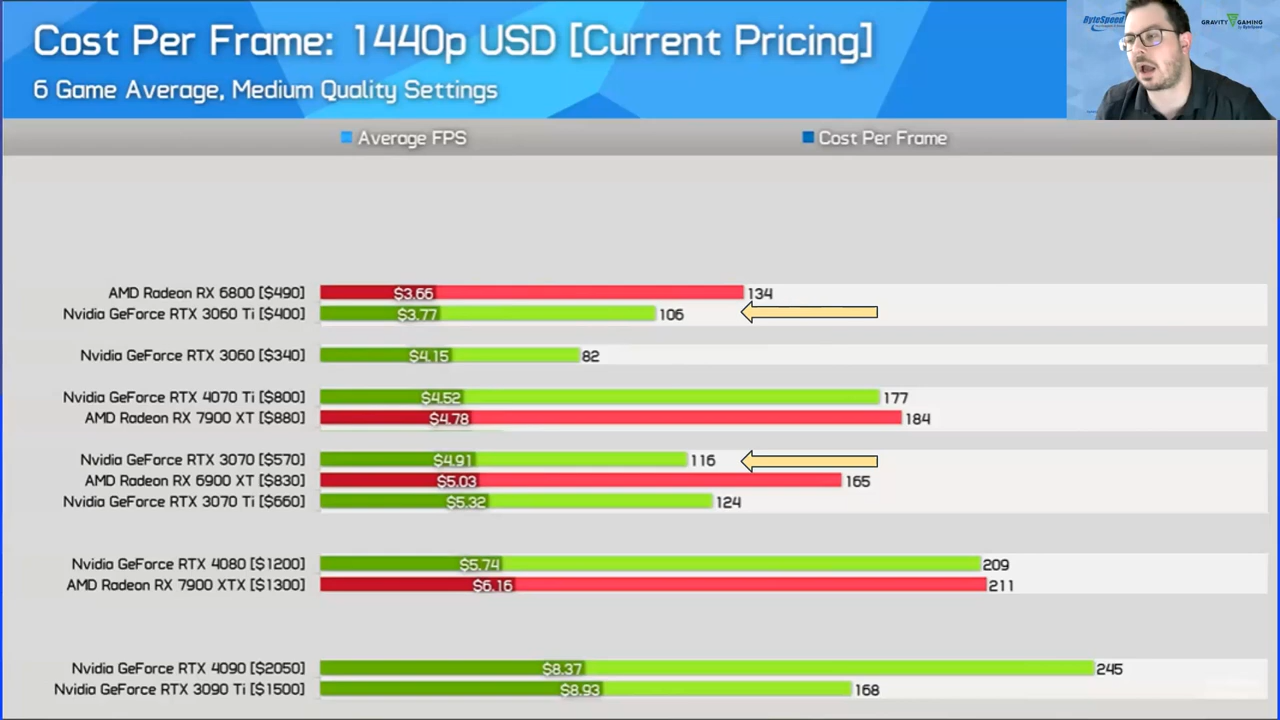 Cost Per Frame: 1440p USD [Current Pricing]
6 Game Average, Medium Quality Settings
ByteSpeed
GRAVITY GAMING
by ByteSpeed
Average FPS
Cost Per Frame
AMD Radeon RX 6800 [$490] $3.66 134
Nvidia GeForce RTX 3060 Ti [$400] $3.77 106
Nvidia GeForce RTX 3060 [$340] $4.15 82
Nvidia GeForce RTX 4070 Ti [$800] $4.52 177
AMD Radeon RX 7900 XT [$880] $4.78 184
Nvidia GeForce RTX 3070 [$570] $4.91 116
AMD Radeon RX 6900 XT [$830] $5.03 165
Nvidia GeForce RTX 3070 Ti [$660] $5.32 124
Nvidia GeForce RTX 4080 [$1200] $5.74 209
AMD Radeon RX 7900 XTX [$1300] $6.16 211
Nvidia GeForce RTX 4090 [$2050] $8.37 245
Nvidia GeForce RTX 3090 Ti [$1500] $8.93 168